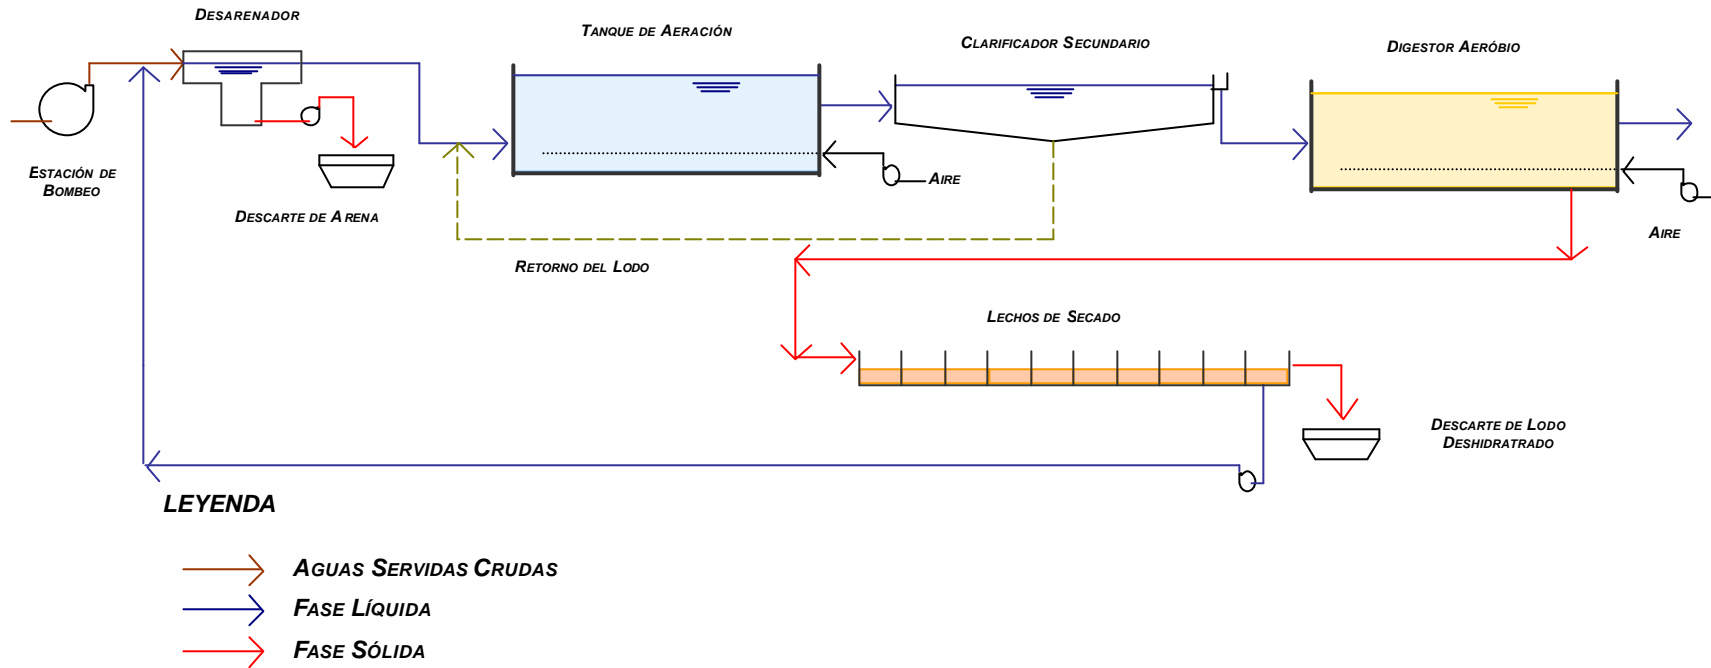 DESARENADOR
TANQUE DE AERACIÓN
CLARIFICADOR SECUNDARIO
DIGESTOR AERÓBIO
ESTACIÓN DE
BOMBEO
AIRE
DESCARTE DE ARENA
AIRE
RETORNO DEL LODO
LECHOS DE SECADO
DESCARTE DE LODO
DESHIDRATRADO
LEYENDA
AGUAS SERVIDAS CRUDAS
FASE LÍQUIDA
FASE SÓLIDA